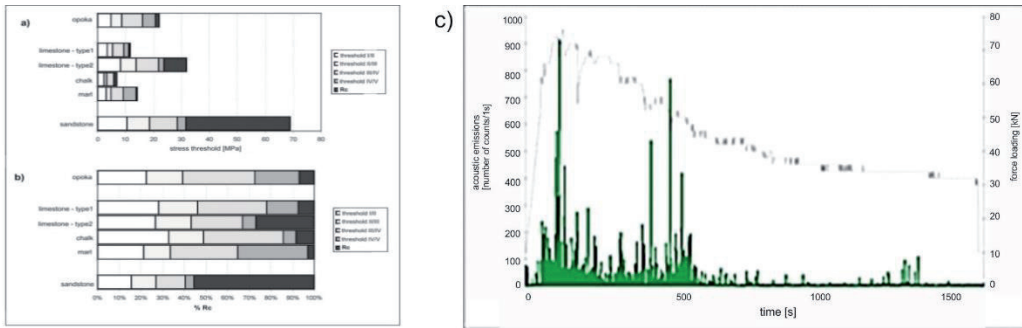 a)
opoka
limestone - type1
limestone - type2
chalk
marl
sandstone
threshold I/II
threshold II/III
threshold III/IV
threshold IV/V
Rc
0 10 20 30 40 50 60 70 80
stress threshold [MPa]
b)
opoka
limestone - type1
limestone - type2
chalk
marl
sandstone
threshold I/II
threshold II/III
threshold III/IV
threshold IV/V
Rc
0% 10% 20% 30% 40% 50% 60% 70% 80% 90% 100%
% Rc
c)
acoustic emissions
[number of counts/1s]
1000
900
800
700
600
500
400
300
200
100
0
80
70
60
50
40
30
20
10
0
force loading [kN]
0 500 1000 1500
time [s]